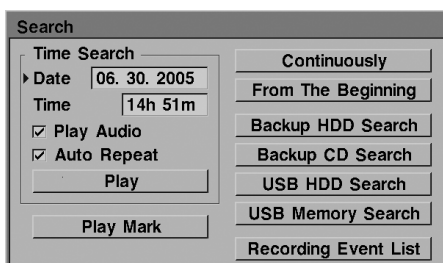 Search
Time Search
Date 06. 30. 2005
Time 14h 51m
Play Audio
Auto Repeat
Play
Play Mark
Continuously
From The Beginning
Backup HDD Search
Backup CD Search
USB HDD Search
USB Memory Search
Recording Event List